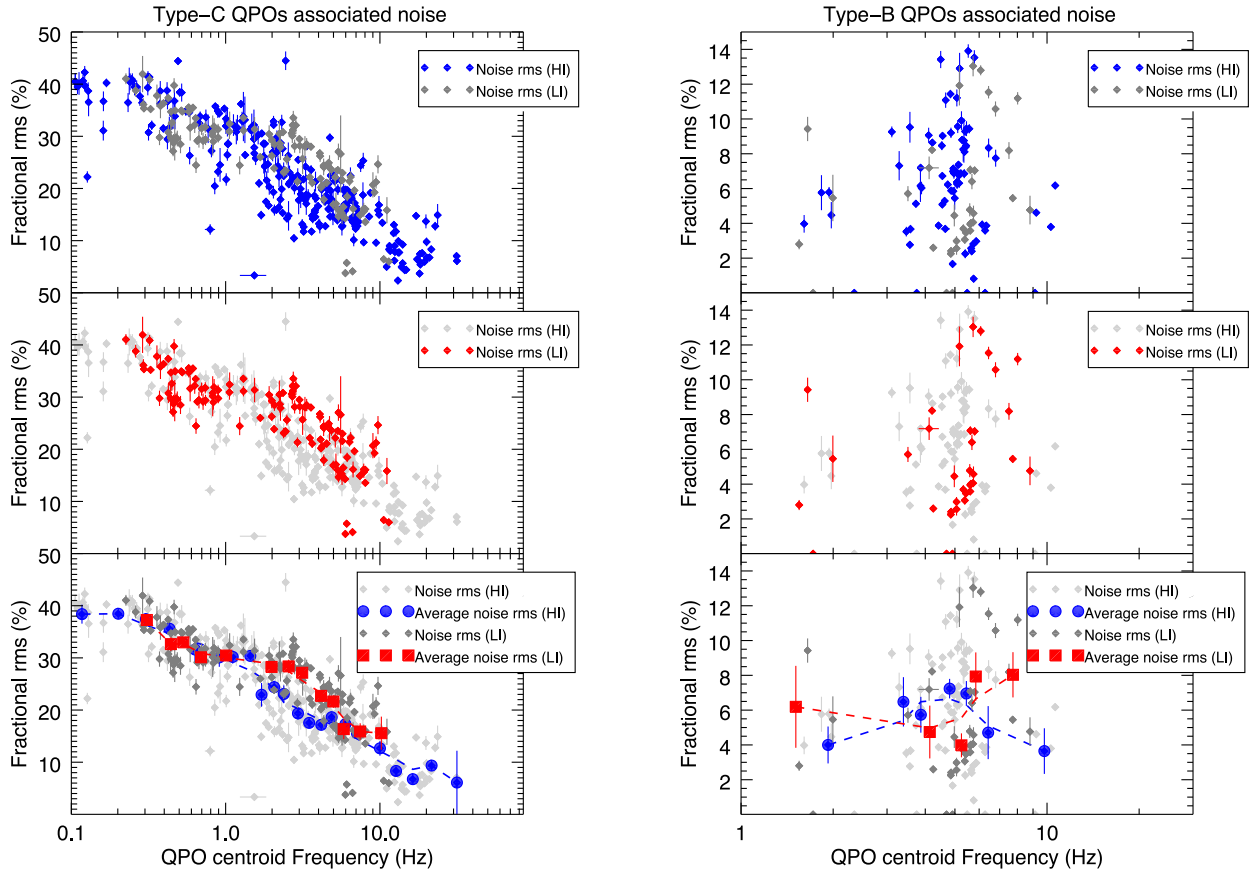 Type-C QPOs associated noise
50
40
30
20
10
Fractional rms (%)
Noise rms (HI)
Noise rms (LI)
50
40
30
20
10
Fractional rms (%)
Noise rms (HI)
Noise rms (LI)
50
40
30
20
10
Fractional rms (%)
Noise rms (HI)
Average noise rms (HI)
Noise rms (LI)
Average noise rms (LI)
0.1 1.0 10.0
QPO centroid Frequency (Hz)
Type-B QPOs associated noise
14
12
10
8
6
4
2
Fractional rms (%)
Noise rms (HI)
Noise rms (LI)
14
12
10
8
6
4
2
Fractional rms (%)
Noise rms (HI)
Noise rms (LI)
14
12
10
8
6
4
2
Fractional rms (%)
Noise rms (HI)
Average noise rms (HI)
Noise rms (LI)
Average noise rms (LI)
1 10
QPO centroid Frequency (Hz)